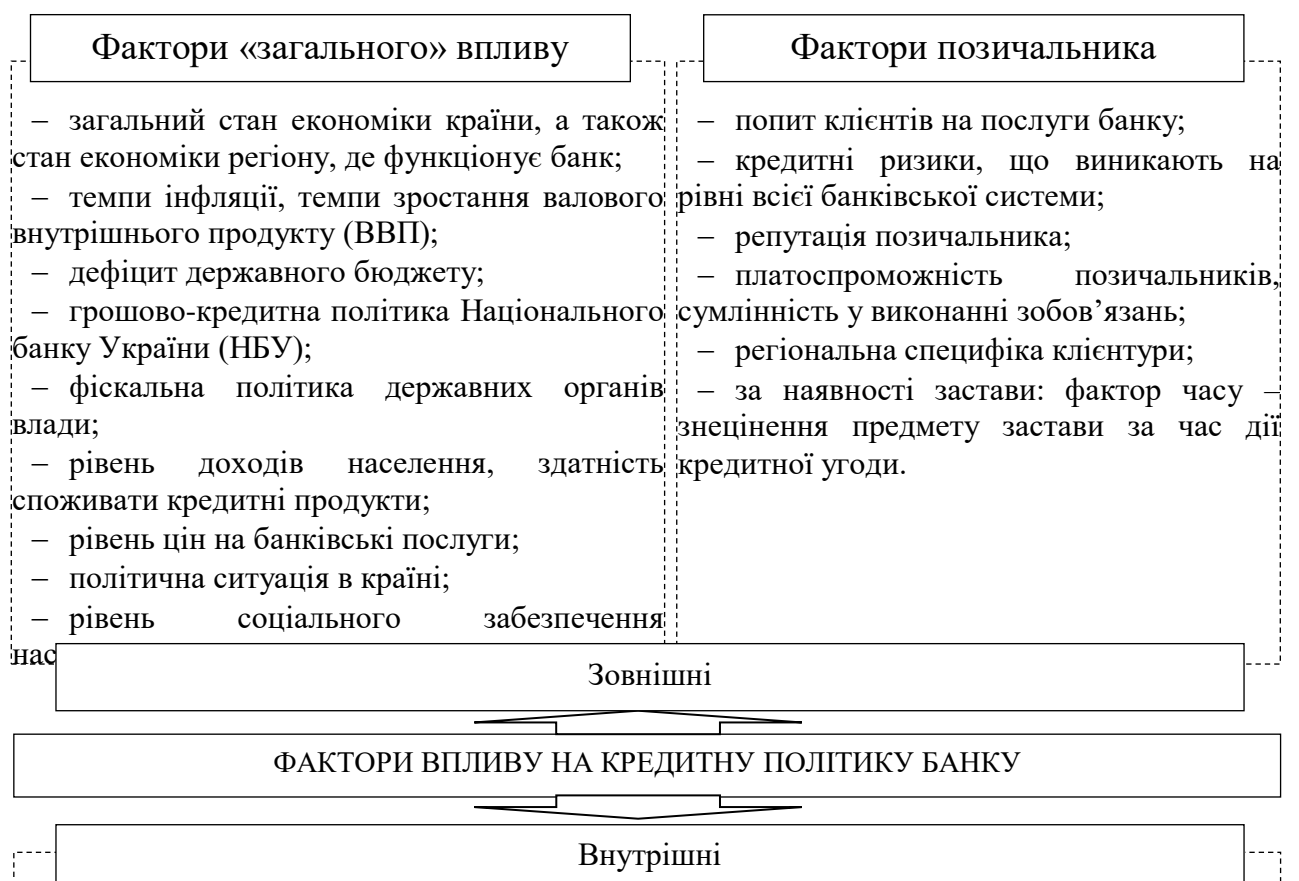 Фактори «загального» впливу
– загальний стан економіки країни, а також
стан економіки регіону, де функціонує банк;
– темпи інфляції, темпи зростання валового
внутрішнього продукту (ВВП);
– дефіцит державного бюджету;
– грошово-кредитна політика Національного
банку України (НБУ);
– фіскальна політика державних органів
влади;
– рівень доходів населення, здатність
споживати кредитні продукти;
– рівень цін на банківські послуги;
– політична ситуація в країні;
– рівень соціального забезпечення
Фактори позичальника
– попит клієнтів на послуги банку;
– кредитні ризики, що виникають на
рівні всієї банківської системи;
– репутація позичальника;
– платоспроможність позичальників,
сумлінність у виконанні зобов’язань;
– регіональна специфіка клієнтури;
– за наявності застави: фактор часу –
знецінення предмету застави за час дії
кредитної угоди.
Зовнішні
ФАКТОРИ ВПЛИВУ НА КРЕДИТНУ ПОЛІТИКУ БАНКУ
Внутрішні